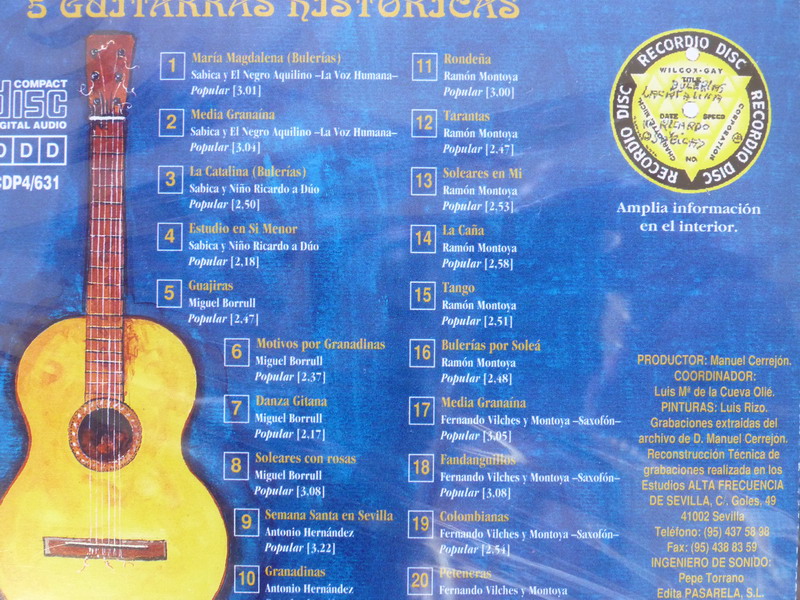 5 GUITARRAS HISTÓRICAS
COMPACT
disc
DIGITAL AUDIO
D D D
CDP4/631
1 María Magdalena (Bulerías)
Sabica y El Negro Aquilino –La Voz Humana–
Popular [3.01]
2 Media Granaína
Sabica y El Negro Aquilino –La Voz Humana–
Popular [3.04]
3 La Catalina (Bulerías)
Sabica y Niño Ricardo a Dúo
Popular [2,50]
4 Estudio en Si Menor
Sabica y Niño Ricardo a Dúo
Popular [2,18]
5 Guajiras
Miguel Borrull
Popular [2.47]
6 Motivos por Granadinas
Miguel Borrull
Popular [2.37]
7 Danza Gitana
Miguel Borrull
Popular [2,17]
8 Soleares con rosas
Miguel Borrull
Popular [3.08]
9 Semana Santa en Sevilla
Antonio Hernández
Popular [3.22]
10 Granadinas
Antonio Hernández
11 Rondeña
Ramón Montoya
Popular [3,00]
12 Tarantas
Ramón Montoya
Popular [2.47]
13 Soleares en Mi
Ramón Montoya
Popular [2,53]
14 La Caña
Ramón Montoya
Popular [2,58]
15 Tango
Ramón Montoya
Popular [2.51]
16 Bulerías por Soleá
Ramón Montoya
Popular [2,48]
17 Media Granaína
Fernando Vilches y Montoya –Saxofón–
Popular [3,05]
18 Fandanguillos
Fernando Vilches y Montoya –Saxofón–
Popular [3.08]
19 Colombianas
Fernando Vilches y Montoya –Saxofón–
Popular [2.54]
20 Peteneras
Fernando Vilches y Montoya
RECORDIO DISC
RECORDIO DISC
RECORDIO DISC
WILCOX-GAY
TITLE
BULERIAS
LA CATALINA
DATE SPEED
RICARDO
CORPORATION
Amplia información
en el interior.
PRODUCTOR: Manuel Cerrejón.
COORDINADOR:
Luis Mª de la Cueva Ollé.
PINTURAS: Luis Rizo.
Grabaciones extraídas del
archivo de D. Manuel Cerrejón.
Reconstrucción Técnica de
grabaciones realizada en los
Estudios ALTA FRECUENCIA
DE SEVILLA, C/. Goles, 49
41002 Sevilla
Teléfono: (95) 437 58 98
Fax: (95) 438 83 59
INGENIERO DE SONIDO:
Pepe Torrano
Edita PASARELA, S.L.